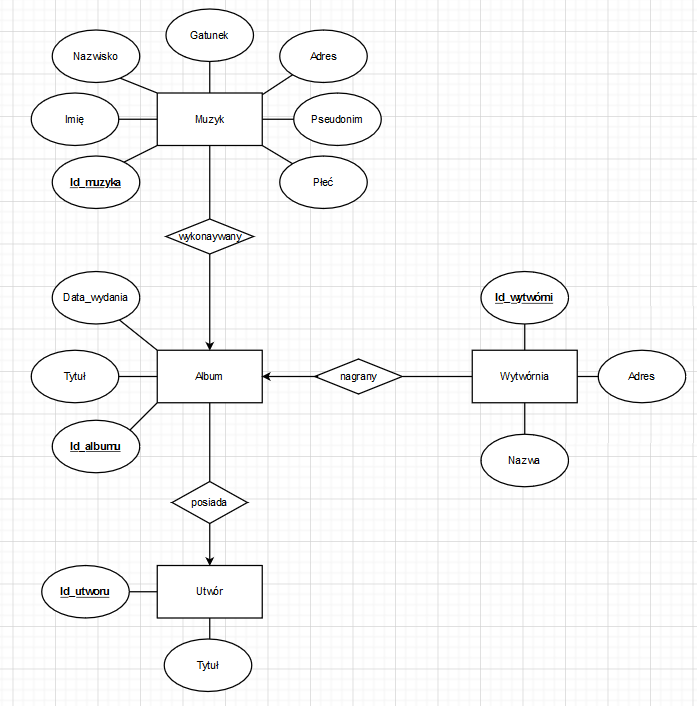 Gatunek
Nazwisko
Adres
Imię
Muzyk
Pseudonim
Id_muzyka
Płeć
wykonaywany
Data_wydania
Id_wytwórni
Tytuł
Album
nagrany
Wytwórnia
Adres
Id_albumu
Nazwa
posiada
Id_utworu
Utwór
Tytuł